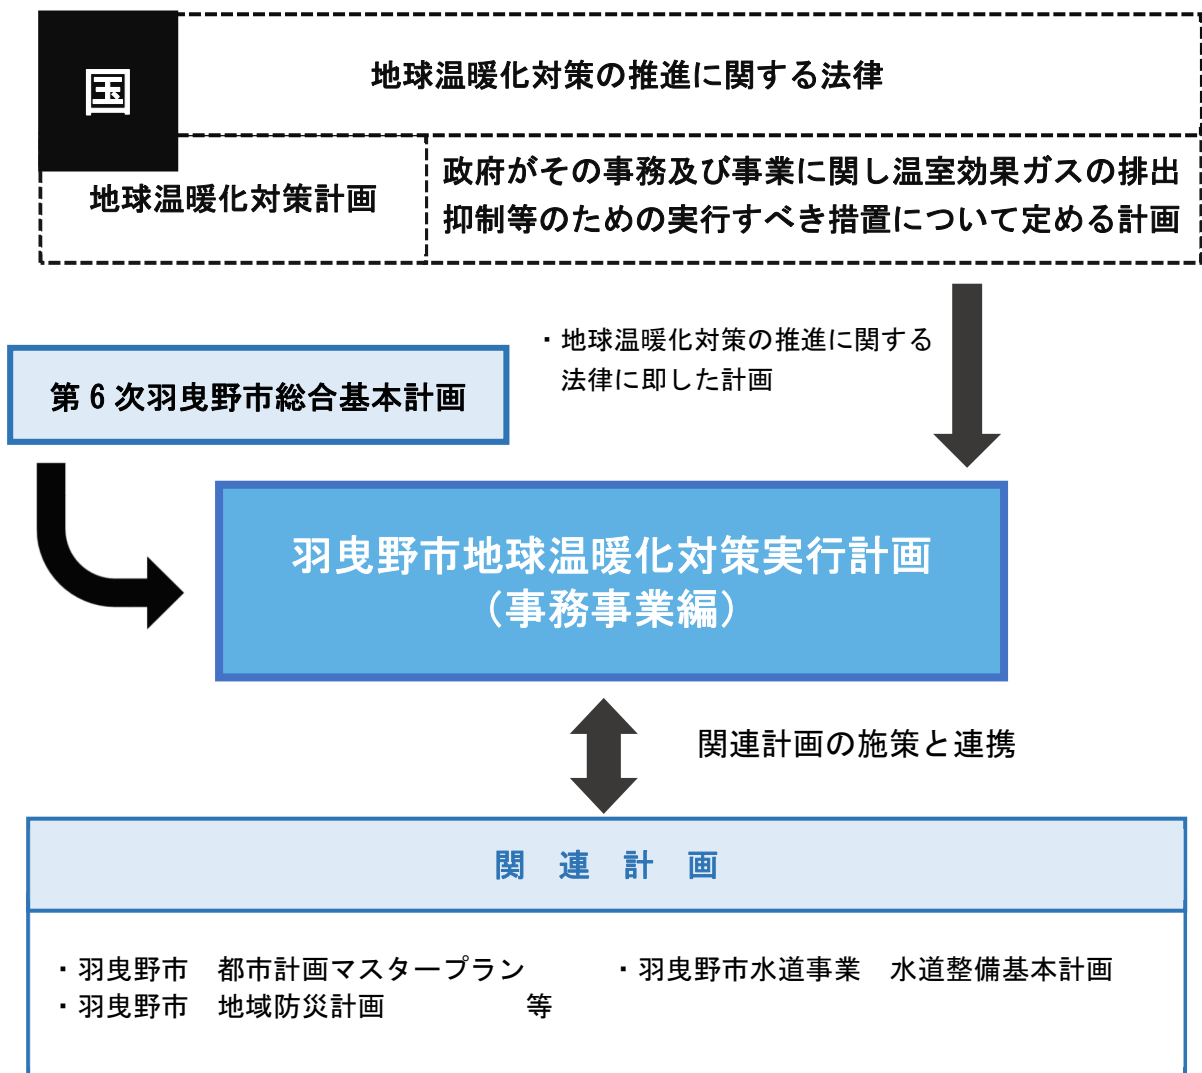 国
地球温暖化対策の推進に関する法律
地球温暖化対策計画
政府がその事務及び事業に関し温室効果ガスの排出
抑制等のための実行すべき措置について定める計画
・地球温暖化対策の推進に関する
法律に即した計画
第6次羽曳野市総合基本計画
羽曳野市地球温暖化対策実行計画
（事務事業編）
関連計画の施策と連携
関　連　計　画
・羽曳野市　都市計画マスタープラン
・羽曳野市　地域防災計画　　　　　等
・羽曳野市水道事業　水道整備基本計画